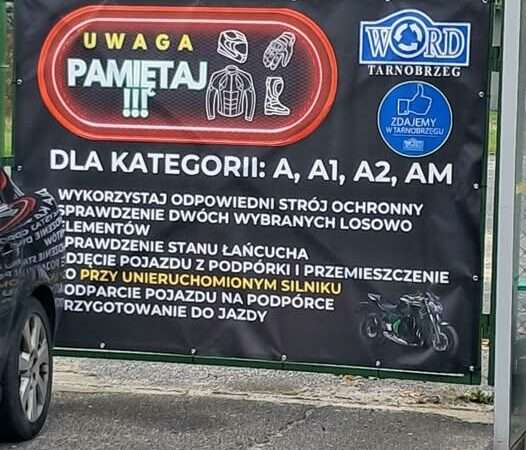 UWAGA
PAMIĘTAJ
!!!
WORD
TARNOBRZEG
ZDAJEMY
W TARNOBRZEGU
WORD
DLA KATEGORII: A, A1, A2, AM
WYKORZYSTAJ ODPOWIEDNI STRÓJ OCHRONNY
SPRAWDZENIE DWÓCH WYBRANYCH LOSOWO
ELEMENTÓW
PRAWDZENIE STANU ŁAŃCUCHA
DJĘCIE POJAZDU Z PODPÓRKI I PRZEMIESZCZENIE
O PRZY UNIERUCHOMIONYM SILNIKU
ODPARCIE POJAZDU NA PODPÓRCE
RZYGOTOWANIE DO JAZDY